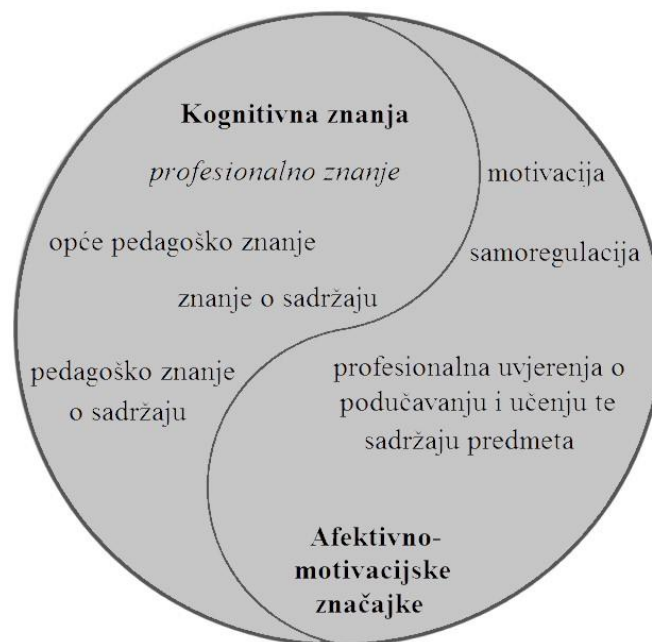 Kognitivna znanja
profesionalno znanje
opće pedagoško znanje
znanje o sadržaju
pedagoško znanje
o sadržaju
motivacija
samoregulacija
profesionalna uvjerenja o
podučavanju i učenju te
sadržaju predmeta
Afektivno-
motivacijske
značajke